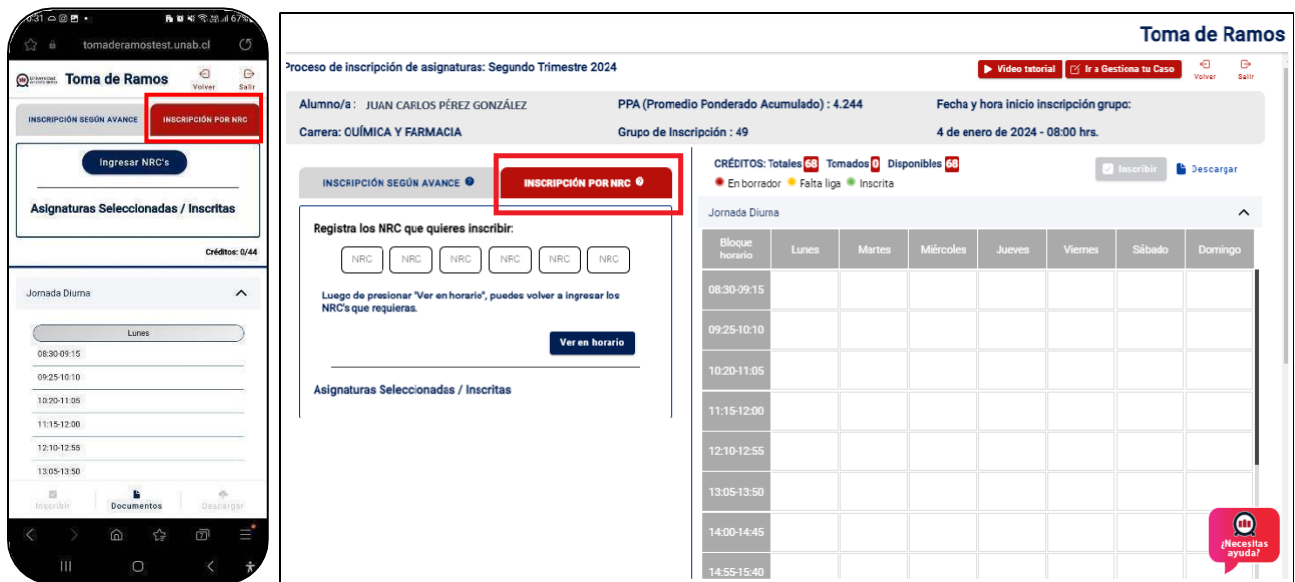 0:31
67%
tomaderamostest.unab.cl
Toma de Ramos
Volver
Salir
INSCRIPCIÓN SEGÚN AVANCE
INSCRIPCIÓN POR NRC
Ingresar NRC's
Asignaturas Seleccionadas / Inscritas
Créditos: 0/44
Jornada Diurna
Lunes
08:30-09:15
09:25-10:10
10:20-11:05
11:15-12:00
12:10-12:55
13:05-13:50
Inscribir
Documentos
Descargar
Toma de Ramos
Proceso de inscripción de asignaturas: Segundo Trimestre 2024
Video tutorial
Ir a Gestiona tu Caso
Volver
Salir
Alumno/a : JUAN CARLOS PÉREZ GONZÁLEZ
PPA (Promedio Ponderado Acumulado) : 4.244
Fecha y hora inicio inscripción grupo:
Carrera: QUÍMICA Y FARMACIA
Grupo de Inscripción : 49
4 de enero de 2024 - 08:00 hrs.
INSCRIPCIÓN SEGÚN AVANCE ?
INSCRIPCIÓN POR NRC ?
Registra los NRC que quieres inscribir:
NRC NRC NRC NRC NRC NRC
Luego de presionar "Ver en horario", puedes volver a ingresar los
NRC's que requieras.
Ver en horario
Asignaturas Seleccionadas / Inscritas
CRÉDITOS: Totales 68 Tomados 0 Disponibles 68
En borrador Falta liga Inscrita
Inscribir
Descargar
Jornada Diurna
Bloque horario Lunes Martes Miércoles Jueves Viernes Sábado Domingo
08:30-09:15
09:25-10:10
10:20-11:05
11:15-12:00
12:10-12:55
13:05-13:50
14:00-14:45
14:55-15:40
¿Necesitas
ayuda?